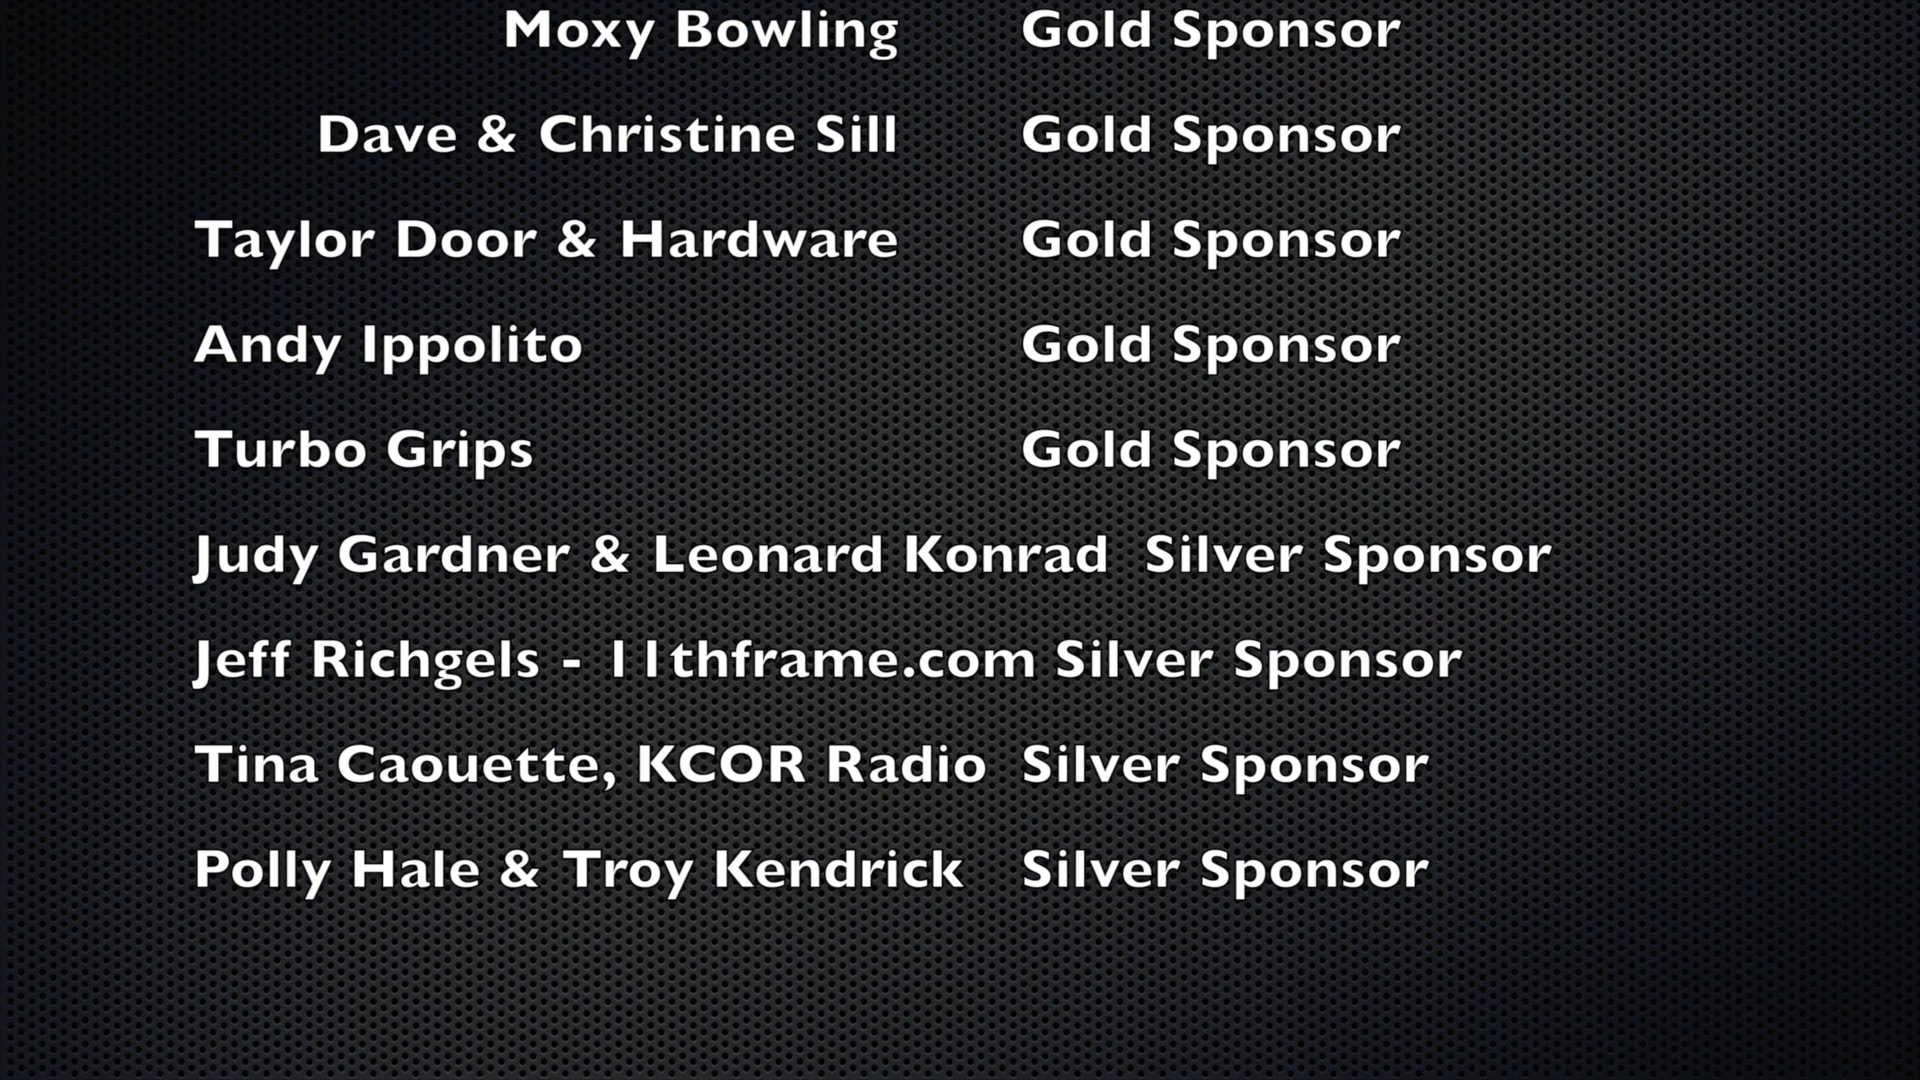 Moxy Bowling Gold Sponsor
Dave & Christine Sill Gold Sponsor
Taylor Door & Hardware Gold Sponsor
Andy Ippolito Gold Sponsor
Turbo Grips Gold Sponsor
Judy Gardner & Leonard Konrad Silver Sponsor
Jeff Richgels - 11thframe.com Silver Sponsor
Tina Caouette, KCOR Radio Silver Sponsor
Polly Hale & Troy Kendrick Silver Sponsor